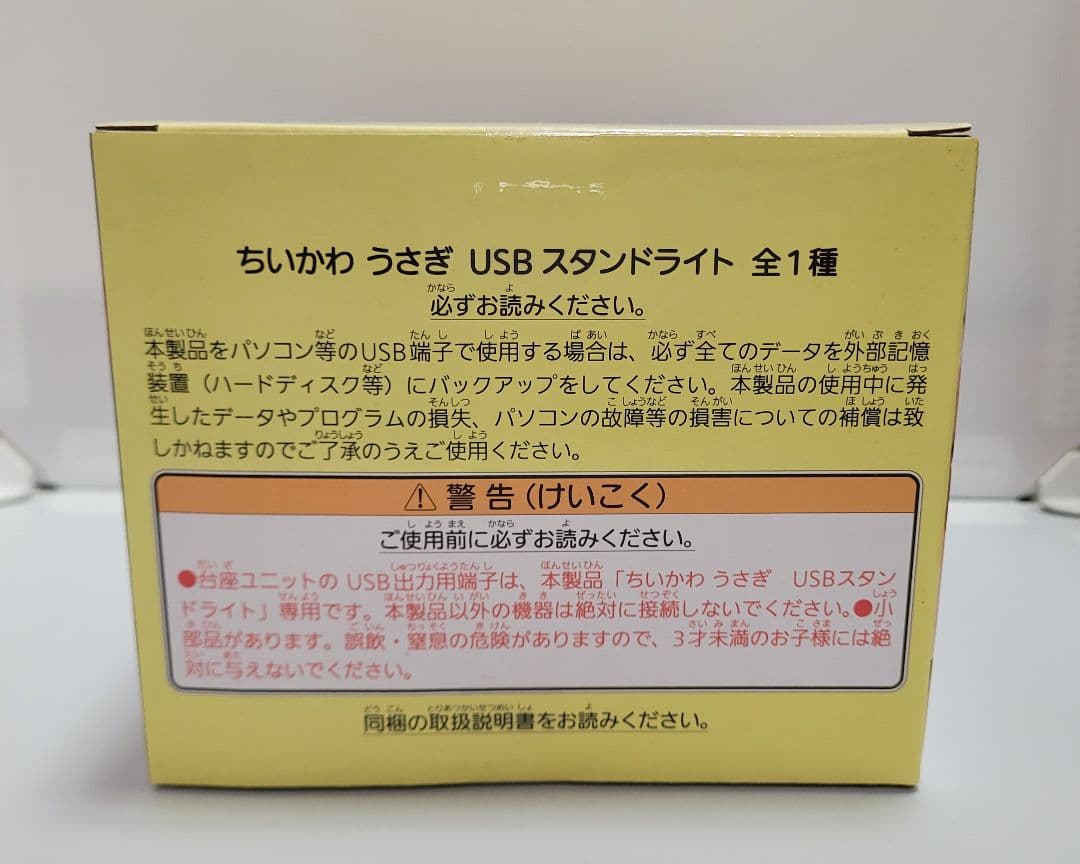 ちいかわ うさぎ USB スタンドライト 全1種
必ずお読みください。
本製品をパソコン等のUSB端子で使用する場合は、必ず全てのデータを外部記憶
装置（ハードディスク等）にバックアップをしてください。本製品の使用中に発
生したデータやプログラムの損失、パソコンの故障等の損害についての補償は致
しかねますのでご了承のうえご使用ください。
⚠ 警告（けいこく）
ご使用前に必ずお読みください。
●台座ユニットの USB出力用端子は、本製品「ちいかわ うさぎ USBスタン
ドライト」専用です。本製品以外の機器は絶対に接続しないでください。●小
部品があります。誤飲・窒息の危険がありますので、3才未満のお子様には絶
対に与えないでください。
同梱の取扱説明書をお読みください。